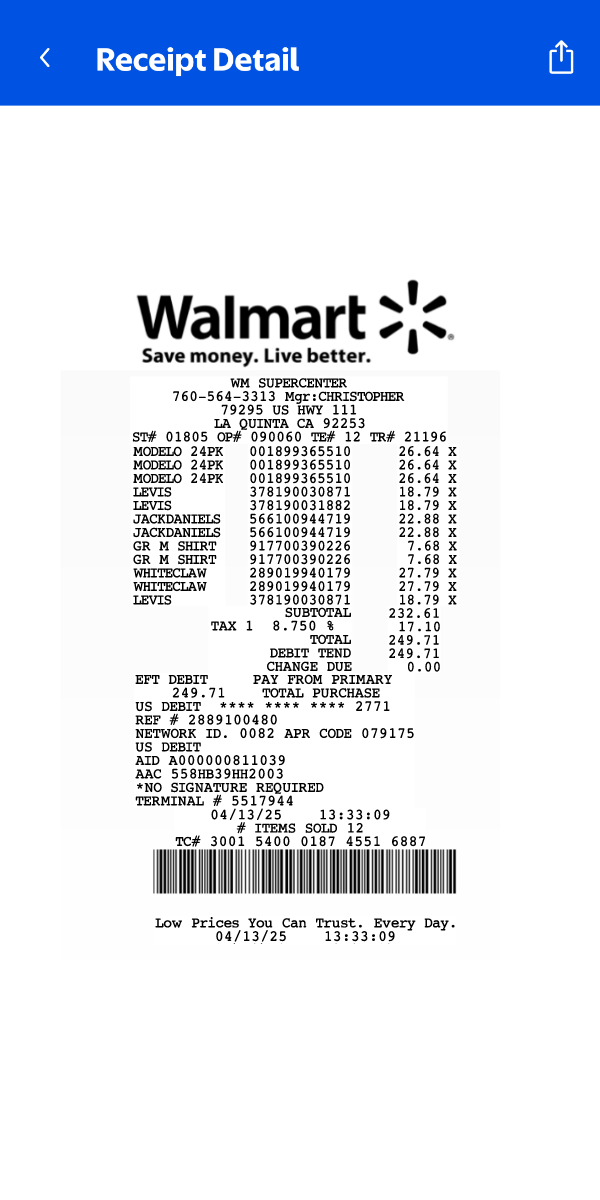 Receipt Detail
Walmart
Save money. Live better.
WM SUPERCENTER
760-564-3313 Mgr:CHRISTOPHER
79295 US HWY 111
LA QUINTA CA 92253
ST# 01805 OP# 090060 TE# 12 TR# 21196
MODELO 24PK 001899365510 26.64 X
MODELO 24PK 001899365510 26.64 X
MODELO 24PK 001899365510 26.64 X
LEVIS 378190030871 18.79 X
LEVIS 378190031882 18.79 X
JACKDANIELS 566100944719 22.88 X
JACKDANIELS 566100944719 22.88 X
GR M SHIRT 917700390226 7.68 X
GR M SHIRT 917700390226 7.68 X
WHITECLAW 289019940179 27.79 X
WHITECLAW 289019940179 27.79 X
LEVIS 378190030871 18.79 X
SUBTOTAL 232.61
TAX 1 8.750 % 17.10
TOTAL 249.71
DEBIT TEND 249.71
CHANGE DUE 0.00
EFT DEBIT PAY FROM PRIMARY
249.71 TOTAL PURCHASE
US DEBIT **** **** **** 2771
REF # 2889100480
NETWORK ID. 0082 APR CODE 079175
US DEBIT
AID A000000811039
AAC 558HB39HH2003
*NO SIGNATURE REQUIRED
TERMINAL # 5517944
04/13/25 13:33:09
# ITEMS SOLD 12
TC# 3001 5400 0187 4551 6887
Low Prices You Can Trust. Every Day.
04/13/25 13:33:09